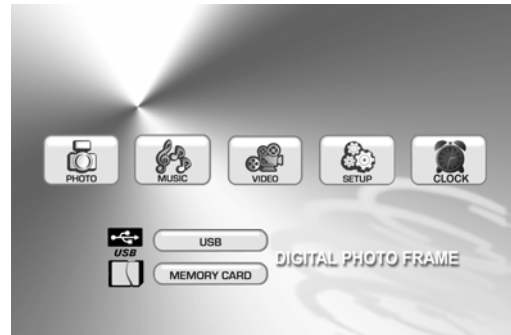 PHOTO
MUSIC
VIDEO
SETUP
CLOCK
USB
USB
MEMORY CARD
DIGITAL PHOTO FRAME